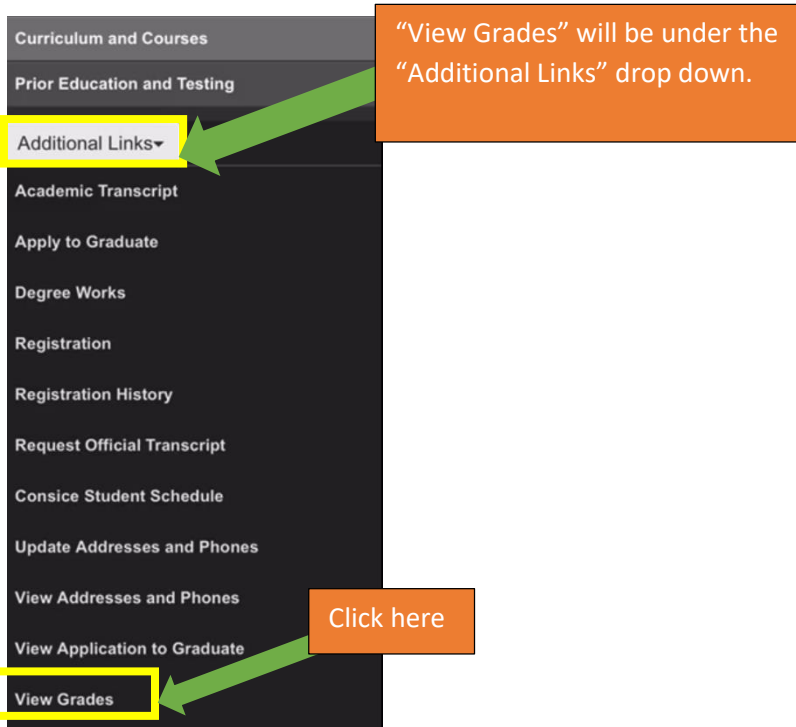 Curriculum and Courses
“View Grades” will be under the
“Additional Links” drop down.
Prior Education and Testing
Additional Links
Academic Transcript
Apply to Graduate
Degree Works
Registration
Registration History
Request Official Transcript
Consice Student Schedule
Update Addresses and Phones
View Addresses and Phones
Click here
View Application to Graduate
View Grades